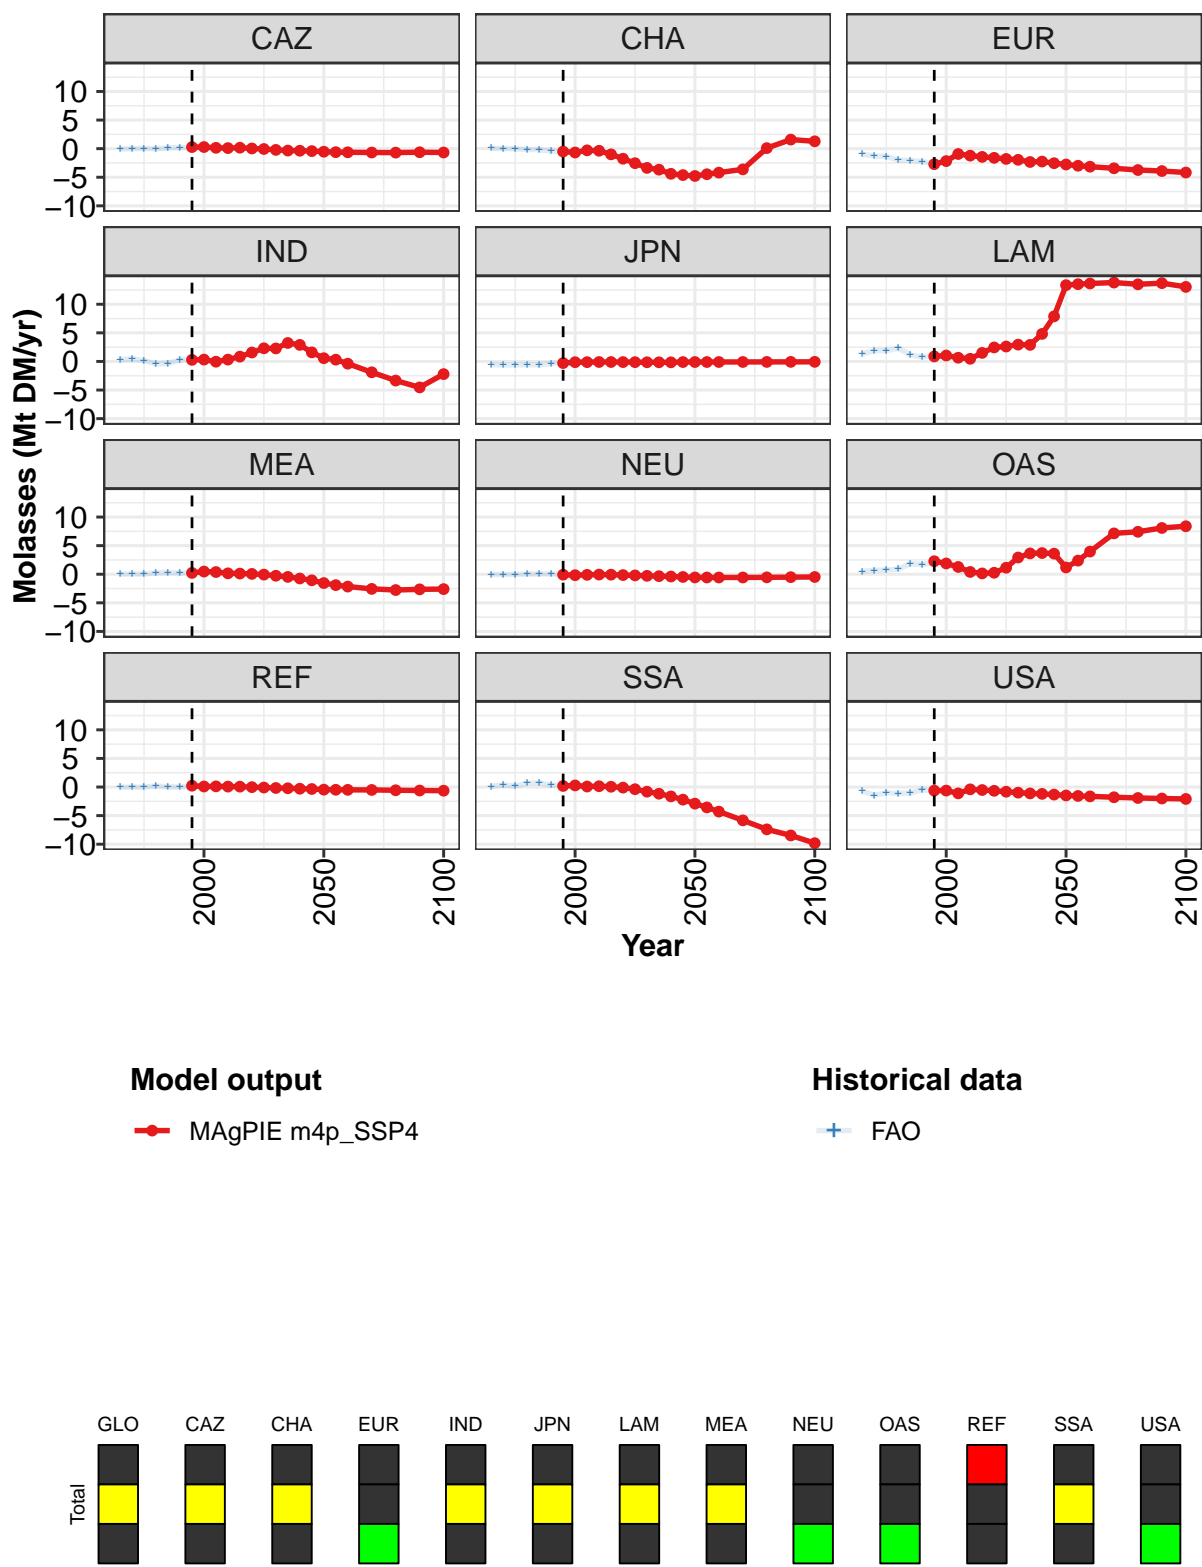 CAZ CHA EUR
10
5
0
−5
−10
IND JPN LAM
10
5
0
−5
−10
MEA NEU OAS
10
5
0
−5
−10
REF SSA USA
10
5
0
−5
−10
Molasses (Mt DM/yr)
2000 2050 2100 2000 2050 2100 2000 2050 2100
Year
Model output Historical data
MAgPIE m4p_SSP4 FAO
GLO CAZ CHA EUR IND JPN LAM MEA NEU OAS REF SSA USA
Total